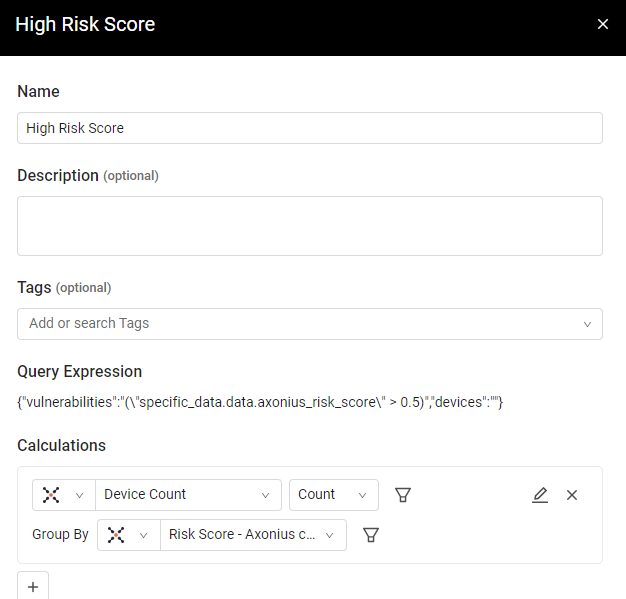 High Risk Score
Name
High Risk Score
Description (optional)
Tags (optional)
Add or search Tags
Query Expression
{"vulnerabilities":"(\"specific_data.data.axonius_risk_score\" > 0.5)","devices":""}
Calculations
Device Count Count
Group By Risk Score - Axonius c...